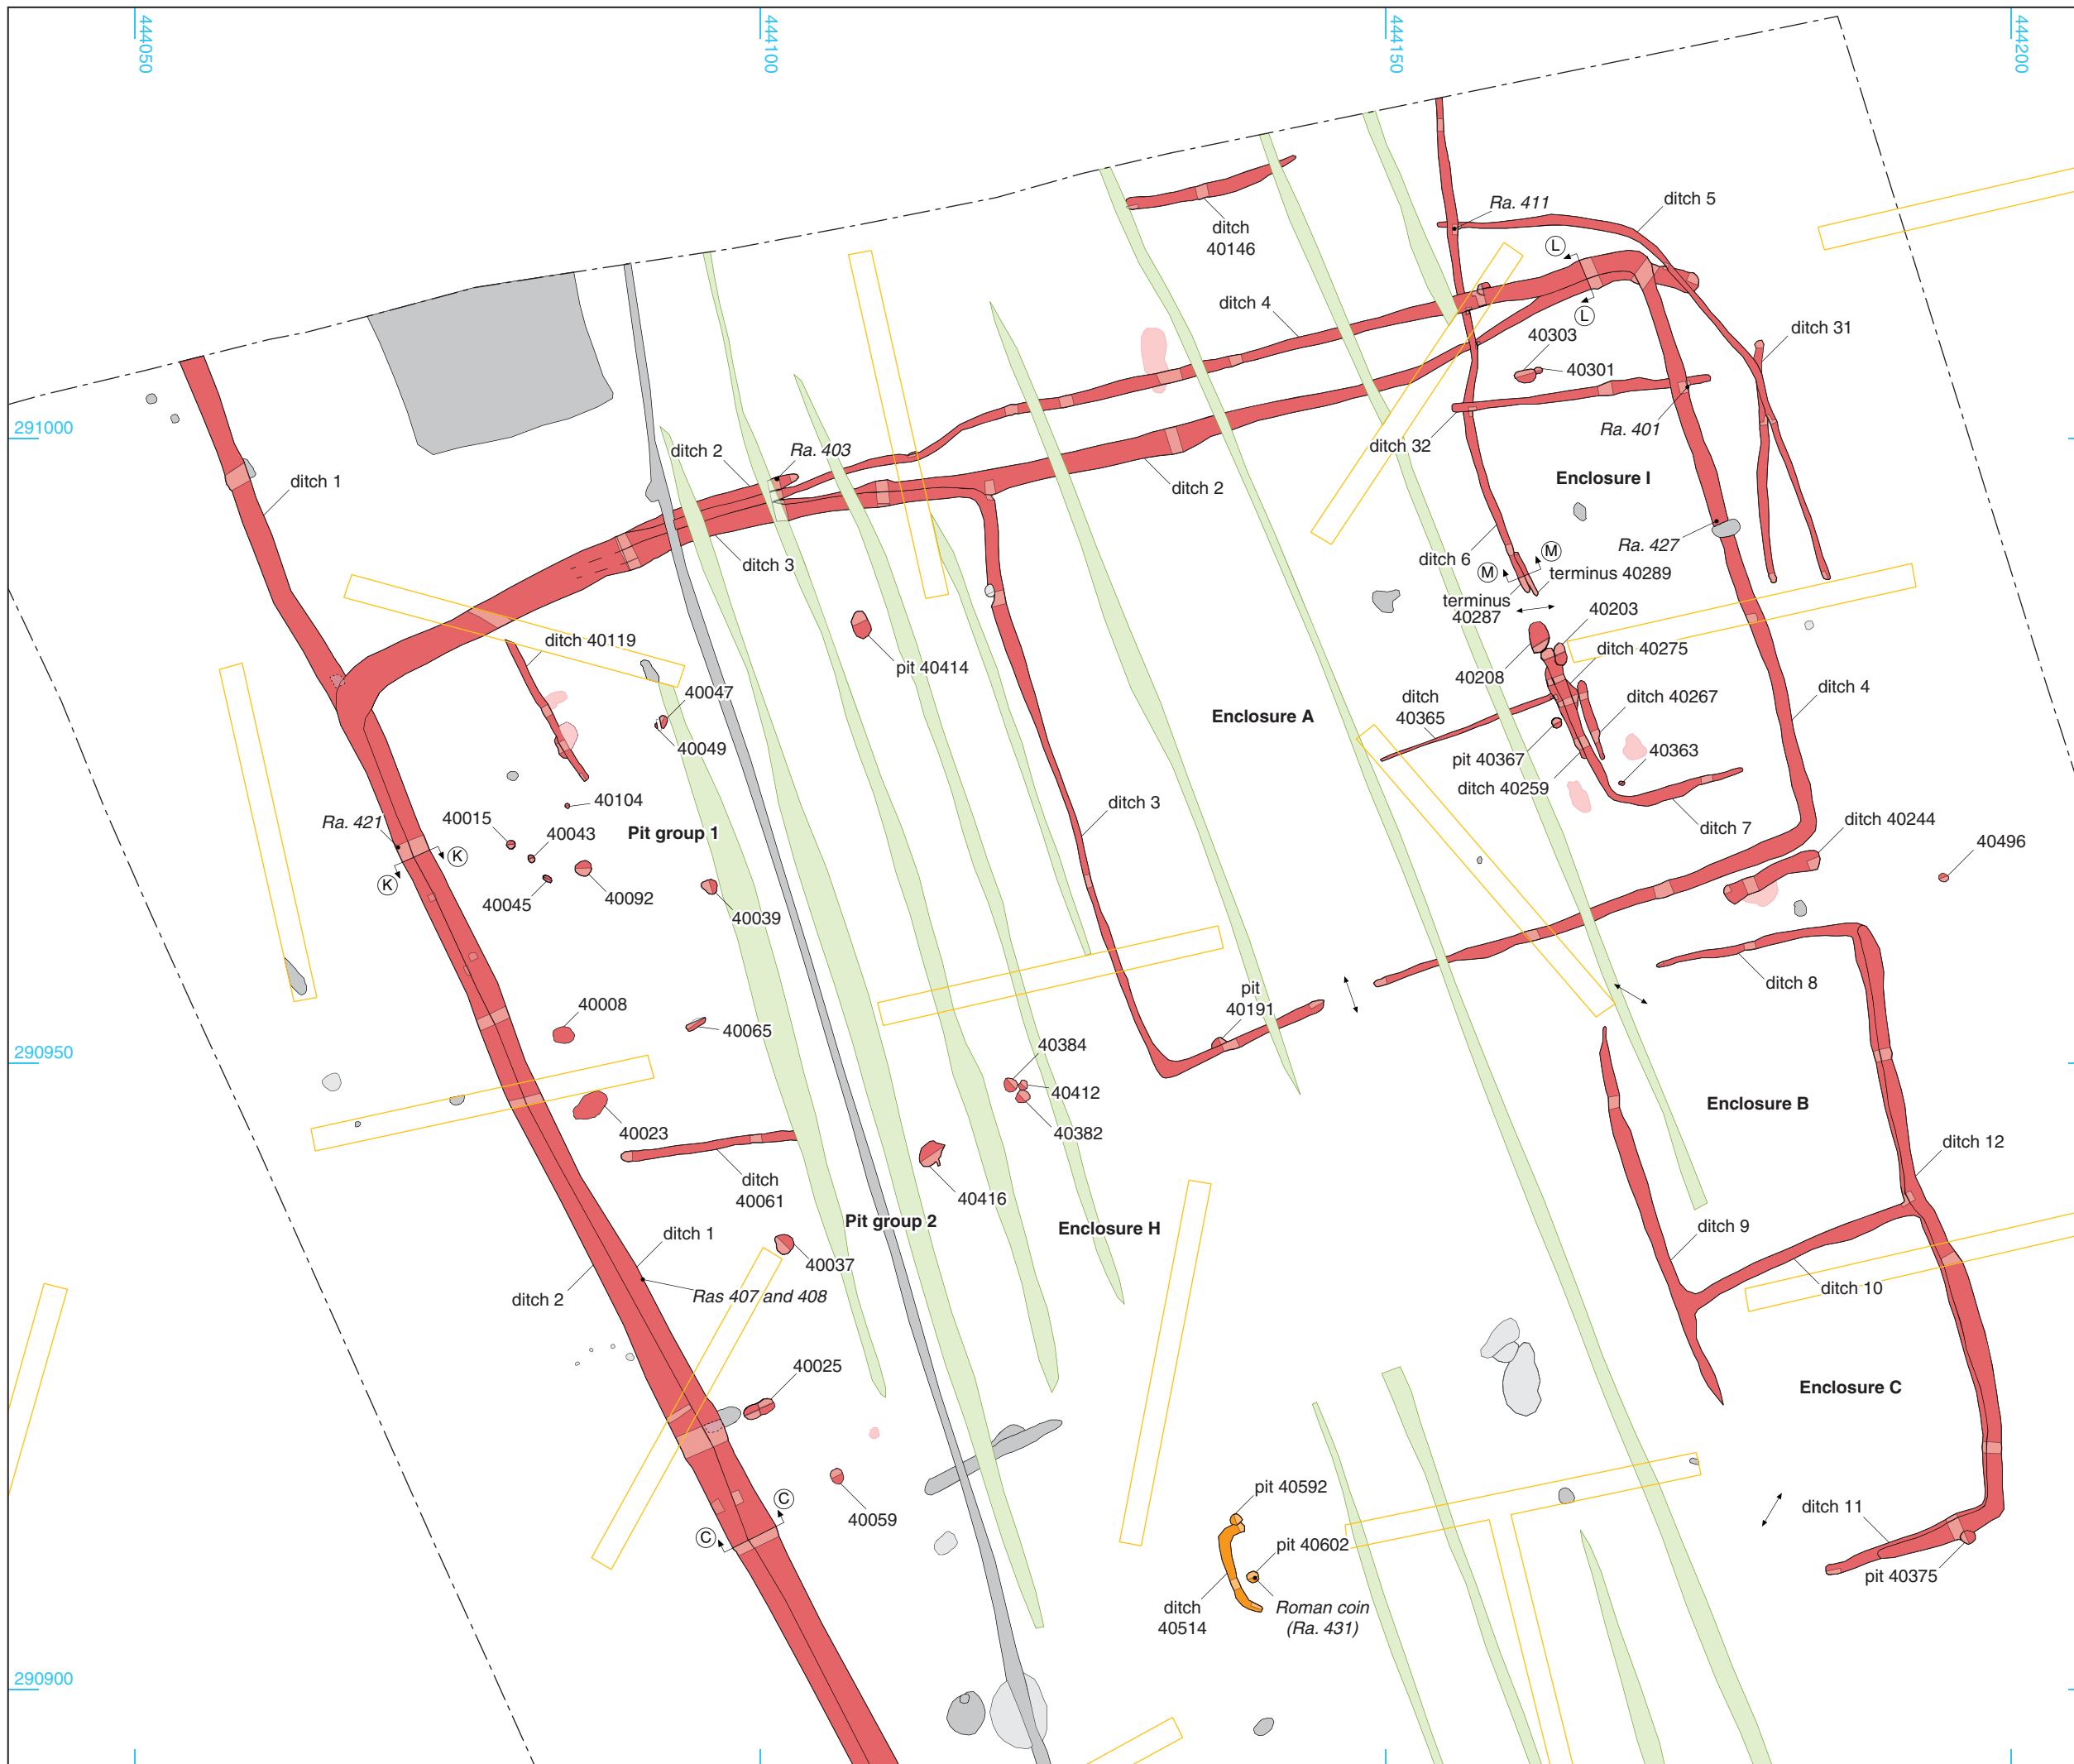 444050
444100
444150
444200
Ra. 411
ditch 5
L
ditch
40146
ditch 4
L
40303
ditch 31
40301
291000
Ra. 401
ditch 32
ditch 2
Ra. 403
Enclosure I
ditch 1
ditch 2
Ra. 427
ditch 6
M
M
ditch 3
terminus 40289
terminus
40287
40203
ditch 40119
ditch 40275
pit 40414
40208
ditch 4
40047
ditch
40365
ditch 40267
Enclosure A
40049
pit 40367
40363
ditch 40259
40104
ditch 3
Ra. 421
40015
40043
Pit group 1
ditch 7
ditch 40244
K
40496
K
40045
40092
40039
ditch 8
pit
40191
40008
40065
290950
40384
40412
Enclosure B
40023
40382
ditch 12
ditch
40061
40416
Pit group 2
Enclosure H
ditch 9
ditch 1
40037
ditch 10
ditch 2
Ras 407 and 408
40025
Enclosure C
pit 40592
C
ditch 11
40059
C
pit 40602
pit 40375
ditch
40514
Roman coin
(Ra. 431)
290900